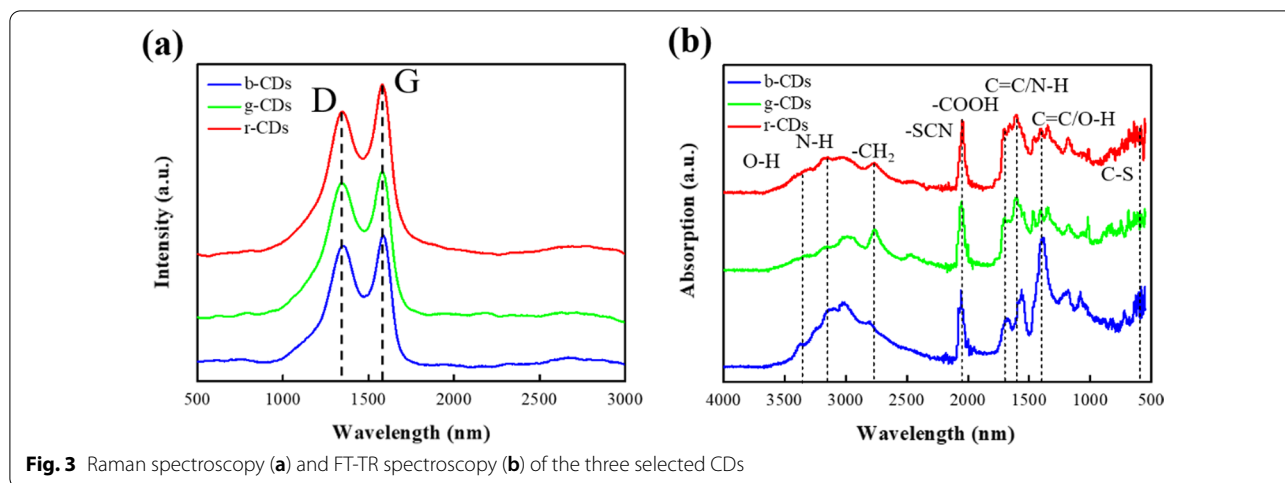 (a)
b-CDs
g-CDs
r-CDs
D
G
Intensity (a.u.)
500 1000 1500 2000 2500 3000
Wavelength (nm)
(b)
b-CDs
g-CDs
r-CDs
O-H
N-H
-CH₂
-SCN
-COOH
C=C/N-H
C=C/O-H
C-S
Absorption (a.u.)
4000 3500 3000 2500 2000 1500 1000 500
Wavelength (nm)
Fig. 3 Raman spectroscopy (a) and FT-TR spectroscopy (b) of the three selected CDs